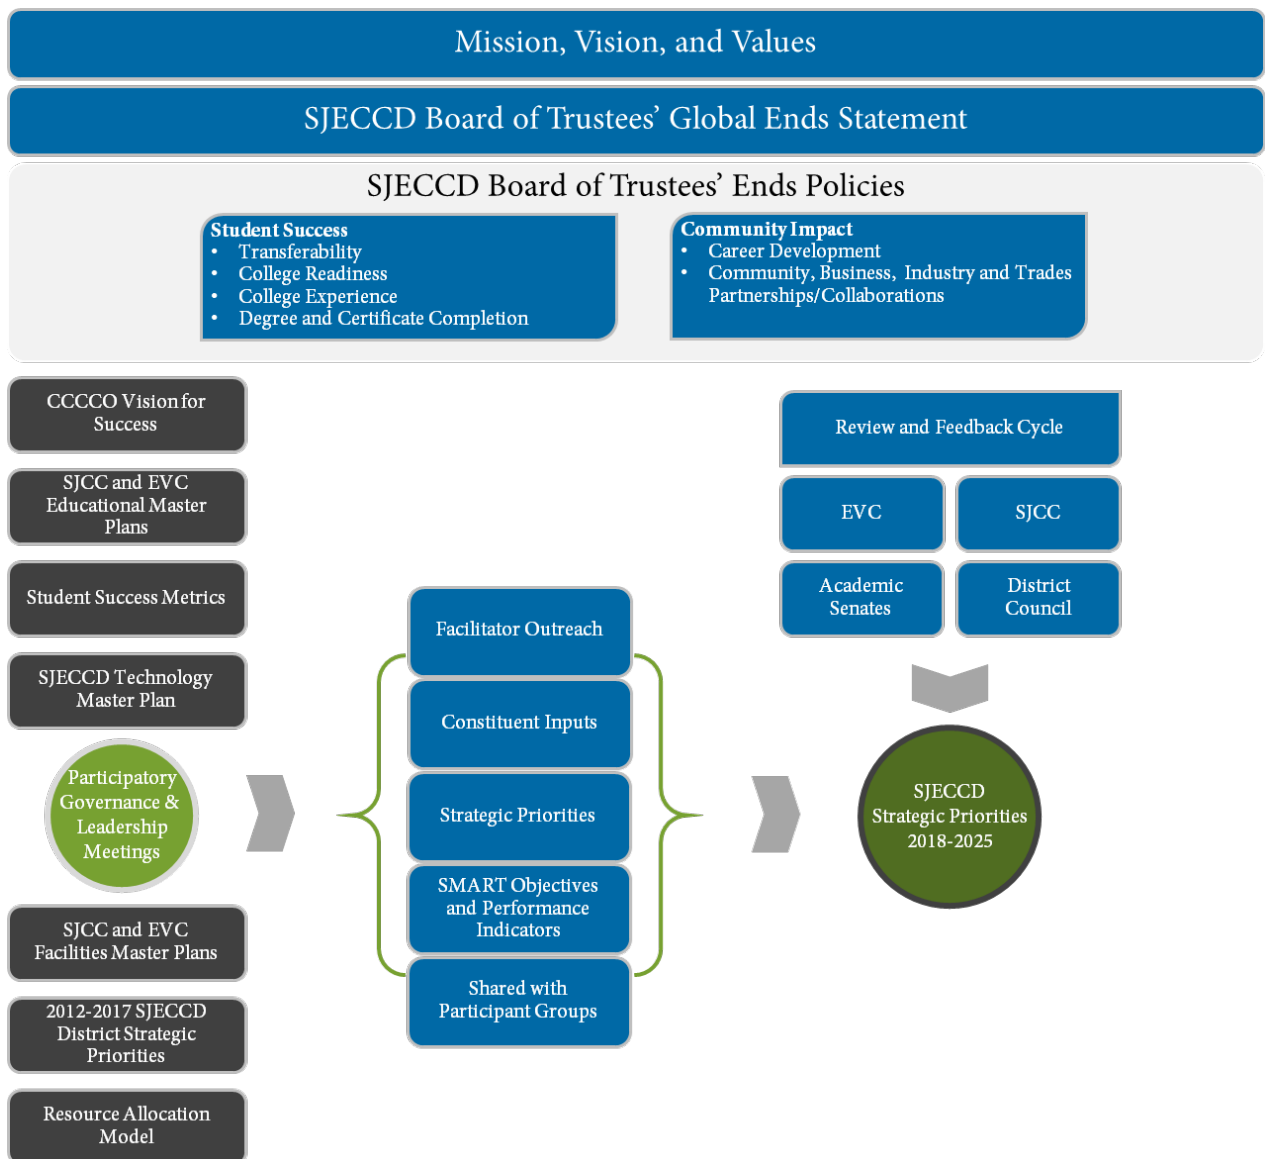 Mission, Vision, and Values
SJECCD Board of Trustees’ Global Ends Statement
SJECCD Board of Trustees’ Ends Policies
Student Success
• Transferability
• College Readiness
• College Experience
• Degree and Certificate Completion
Community Impact
• Career Development
• Community, Business, Industry and Trades
Partnerships/Collaborations
CCCCO Vision for
Success
SJCC and EVC
Educational Master
Plans
Student Success Metrics
SJECCD Technology
Master Plan
Participatory
Governance &
Leadership
Meetings
SJCC and EVC
Facilities Master Plans
2012-2017 SJECCD
District Strategic
Priorities
Resource Allocation
Model
Facilitator Outreach
Constituent Inputs
Strategic Priorities
SMART Objectives
and Performance
Indicators
Shared with
Participant Groups
Review and Feedback Cycle
EVC
SJCC
Academic
Senates
District
Council
SJECCD
Strategic Priorities
2018-2025